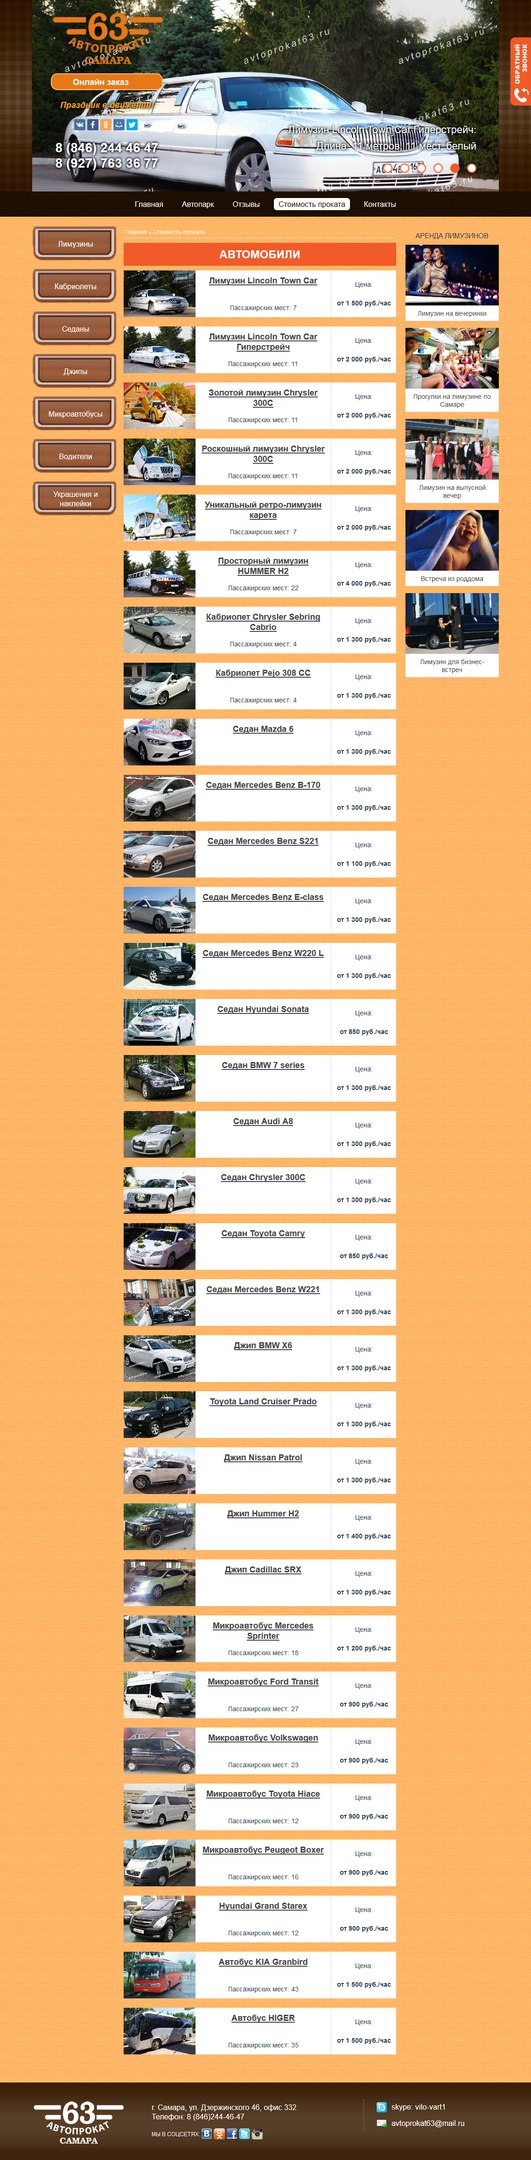 63
АВТОПРОКАТ
САМАРА
Онлайн заказ
Праздник в движении!
8 (846) 244 46 47
8 (927) 763 36 77
avtoprokat63.ru
avtoprokat63.ru
avtoprokat63.ru
Лимузин Lincoln Town Car Гиперстрейч:
Длина: 11 метров, 11 мест, белый
ОБРАТНЫЙ
ЗВОНОК
Главная
Автопарк
Отзывы
Стоимость проката
Контакты
Лимузины
Кабриолеты
Седаны
Джипы
Микроавтобусы
Водители
Украшения и
наклейки
Главная » Стоимость проката
АВТОМОБИЛИ
Лимузин Lincoln Town Car
Пассажирских мест: 7
Цена:
от 1 500 руб./час
Лимузин Lincoln Town Car
Гиперстрейч
Пассажирских мест: 11
Цена:
от 2 000 руб./час
Золотой лимузин Chrysler
300C
Пассажирских мест: 11
Цена:
от 2 000 руб./час
Роскошный лимузин Chrysler
300C
Пассажирских мест: 11
Цена:
от 2 000 руб./час
Уникальный ретро-лимузин
карета
Пассажирских мест: 7
Цена:
от 2 000 руб./час
Просторный лимузин
HUMMER H2
Пассажирских мест: 22
Цена:
от 4 000 руб./час
Кабриолет Chrysler Sebring
Cabrio
Пассажирских мест: 4
Цена:
от 1 300 руб./час
Кабриолет Pejo 308 CC
Пассажирских мест: 4
Цена:
от 1 300 руб./час
Седан Mazda 6
Цена:
от 1 300 руб./час
Седан Mercedes Benz B-170
Цена:
от 1 300 руб./час
Седан Mercedes Benz S221
Цена:
от 1 100 руб./час
Седан Mercedes Benz E-class
Цена:
от 1 300 руб./час
Седан Mercedes Benz W220 L
Цена:
от 1 300 руб./час
Седан Hyundai Sonata
Цена:
от 850 руб./час
Седан BMW 7 series
Цена:
от 1 300 руб./час
Седан Audi A8
Цена:
от 1 300 руб./час
Седан Chrysler 300C
Цена:
от 1 300 руб./час
Седан Toyota Camry
Цена:
от 850 руб./час
Седан Mercedes Benz W221
Цена:
от 1 300 руб./час
Джип BMW X6
Цена:
от 1 300 руб./час
Toyota Land Cruiser Prado
Цена:
от 1 300 руб./час
Джип Nissan Patrol
Цена:
от 1 300 руб./час
Джип Hummer H2
Цена:
от 1 400 руб./час
Джип Cadillac SRX
Цена:
от 1 300 руб./час
Микроавтобус Mercedes
Sprinter
Пассажирских мест: 18
Цена:
от 1 200 руб./час
Микроавтобус Ford Transit
Пассажирских мест: 27
Цена:
от 900 руб./час
Микроавтобус Volkswagen
Пассажирских мест: 23
Цена:
от 900 руб./час
Микроавтобус Toyota Hiace
Пассажирских мест: 12
Цена:
от 900 руб./час
Микроавтобус Peugeot Boxer
Пассажирских мест: 16
Цена:
от 900 руб./час
Hyundai Grand Starex
Пассажирских мест: 12
Цена:
от 900 руб./час
Автобус KIA Granbird
Пассажирских мест: 43
Цена:
от 1 500 руб./час
Автобус HIGER
Пассажирских мест: 35
Цена:
от 1 500 руб./час
АРЕНДА ЛИМУЗИНОВ
Лимузин на вечеринки
Прогулки на лимузине по
Самаре
Лимузин на выпускной
вечер
Встреча из роддома
Лимузин для бизнес-
встреч
63
АВТОПРОКАТ
САМАРА
г. Самара, ул. Дзержинского 46, офис 332
Телефон: 8 (846)244-46-47
МЫ В СОЦСЕТЯХ:
skype: vito-vart1
avtoprokat63@mail.ru